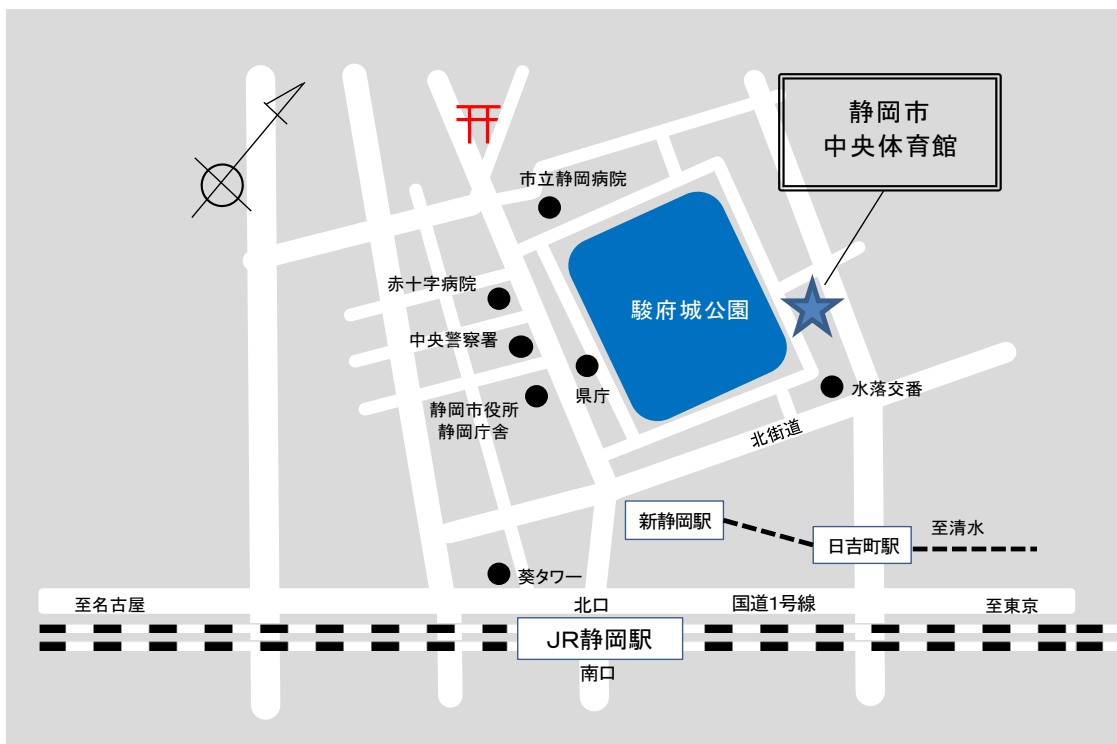 静岡市
中央体育館
市立静岡病院
赤十字病院
駿府城公園
中央警察署
県庁
水落交番
静岡市役所
静岡庁舎
北街道
新静岡駅
日吉町駅
至清水
葵タワー
至名古屋
北口
国道1号線
至東京
JR静岡駅
南口